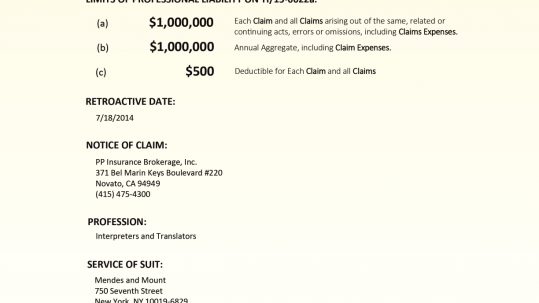 LIMITS OF PROFESSIONAL LIABILITY
(a) $1,000,000 Each Claim and all Claims arising out of the same, related or
continuing acts, errors or omissions, including Claims Expenses.
(b) $1,000,000 Annual Aggregate, including Claim Expenses.
(c) $500 Deductible for Each Claim and all Claims
RETROACTIVE DATE:
7/18/2014
NOTICE OF CLAIM:
PP Insurance Brokerage, Inc.
371 Bel Marin Keys Boulevard #220
Novato, CA 94949
(415) 475-4300
PROFESSION:
Interpreters and Translators
SERVICE OF SUIT:
Mendes and Mount
750 Seventh Street
New York, NY 10019-6829